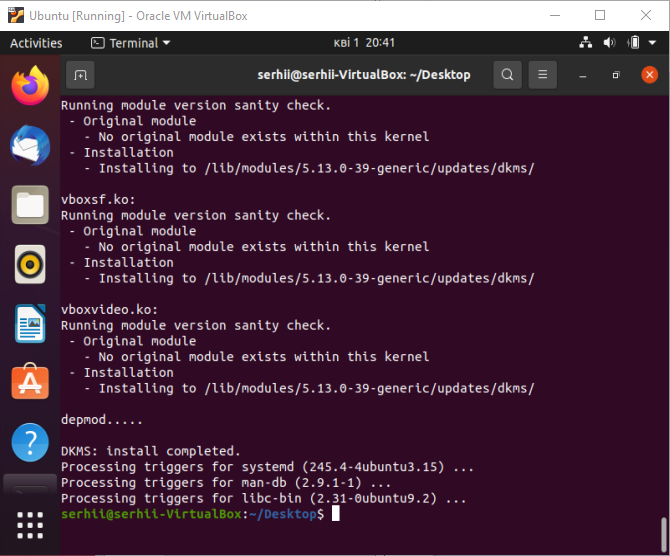 Ubuntu [Running] - Oracle VM VirtualBox
Activities Terminal кві 1 20:41
serhii@serhii-VirtualBox: ~/Desktop
Running module version sanity check.
 - Original module
   - No original module exists within this kernel
 - Installation
   - Installing to /lib/modules/5.13.0-39-generic/updates/dkms/

vboxsf.ko:
Running module version sanity check.
 - Original module
   - No original module exists within this kernel
 - Installation
   - Installing to /lib/modules/5.13.0-39-generic/updates/dkms/

vboxvideo.ko:
Running module version sanity check.
 - Original module
   - No original module exists within this kernel
 - Installation
   - Installing to /lib/modules/5.13.0-39-generic/updates/dkms/

depmod.....

DKMS: install completed.
Processing triggers for systemd (245.4-4ubuntu3.15) ...
Processing triggers for man-db (2.9.1-1) ...
Processing triggers for libc-bin (2.31-0ubuntu9.2) ...
serhii@serhii-VirtualBox:~/Desktop$